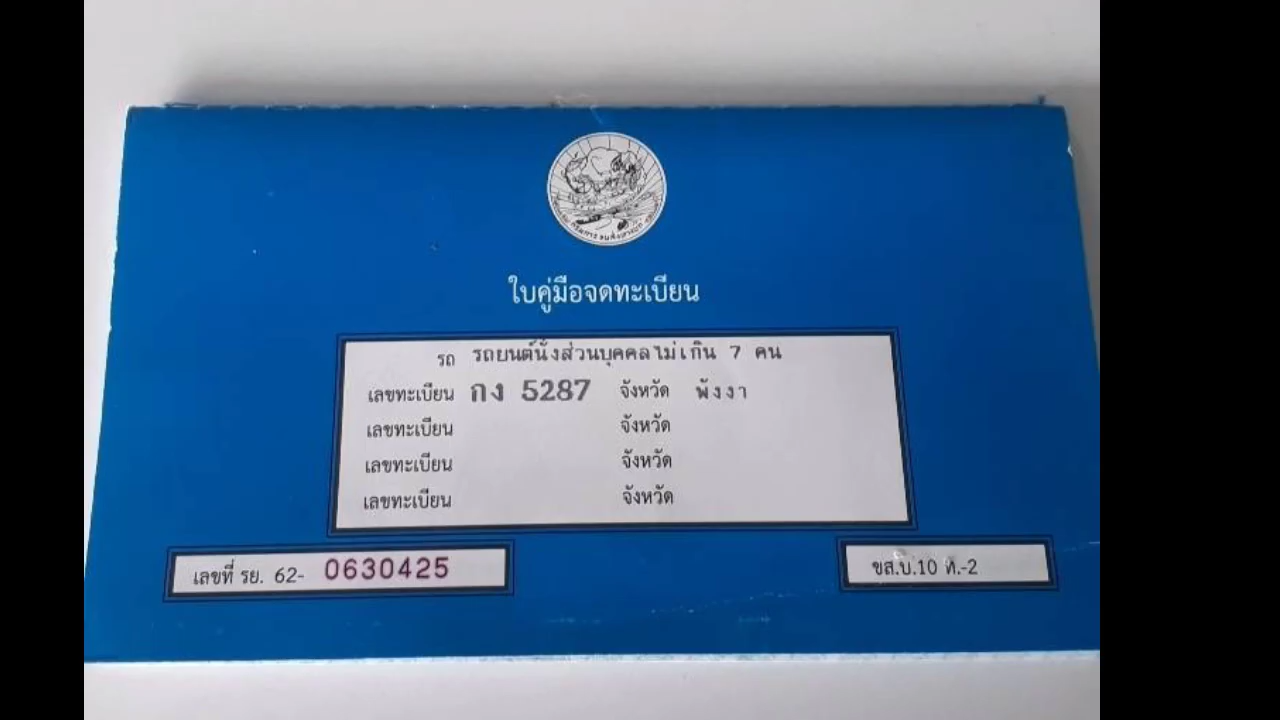 ใบคู่มือจดทะเบียน
รถ รถยนต์นั่งส่วนบุคคลไม่เกิน 7 คน
เลขทะเบียน กง 5287 จังหวัด พังงา
เลขทะเบียน จังหวัด
เลขทะเบียน จังหวัด
เลขทะเบียน จังหวัด
เลขที่ รย. 62- 0630425
ขส.บ.10 ท.-2